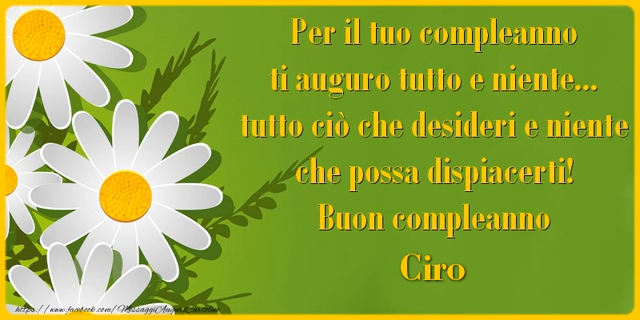 Per il tuo compleanno
ti auguro tutto e niente...
tutto ciò che desideri e niente
che possa dispiacerti!
Buon compleanno
Ciro